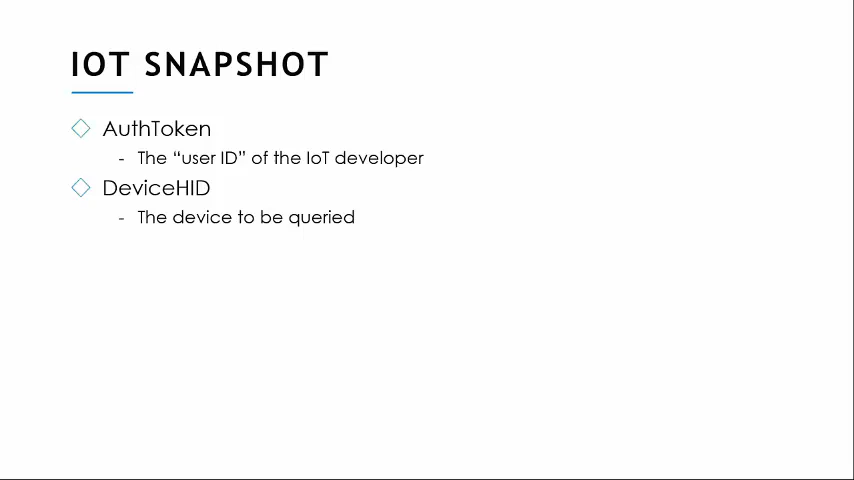 IOT SNAPSHOT
AuthToken
- The “user ID” of the IoT developer
DeviceHID
- The device to be queried